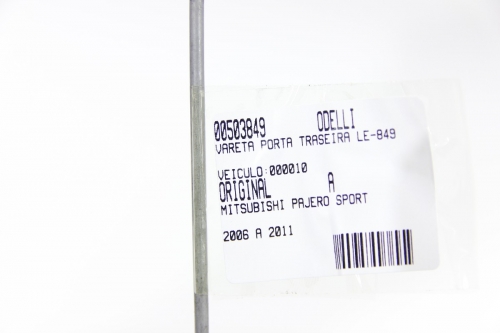 00503849 ODELLI
VARETA PORTA TRASEIRA LE-849
VEICULO:000010
ORIGINAL A
MITSUBISHI PAJERO SPORT
2006 A 2011